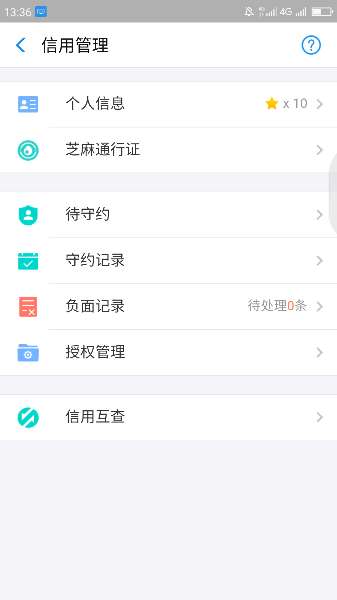 13:36
4G
信用管理
个人信息 x 10
芝麻通行证
待守约
守约记录
负面记录 待处理0条
授权管理
信用互查